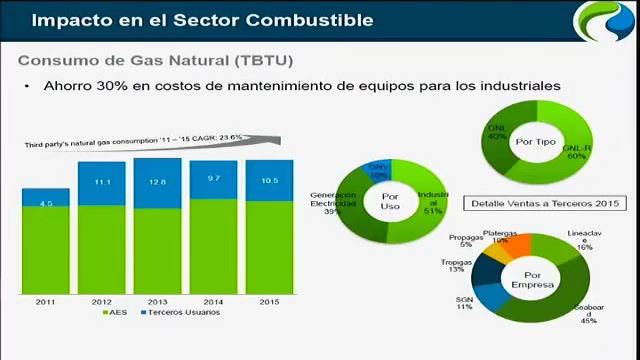 Impacto en el Sector Combustible
Consumo de Gas Natural (TBTU)
• Ahorro 30% en costos de mantenimiento de equipos para los industriales
Third party's natural gas consumption '11 – '15 CAGR: 23.6%
4.5
11.1
12.8
9.7
10.5
2011
2012
2013
2014
2015
AES
Terceros Usuarios
GNV
10%
Generación
Electricidad
39%
Por
Uso
Industri
al
51%
GNL
40%
Por Tipo
GNL-R
60%
Detalle Ventas a Terceros 2015
Platergas
10%
Propagas
5%
Tropigas
13%
SGN
11%
Por
Empresa
Lineaclav
e
16%
Seaboar
d
45%